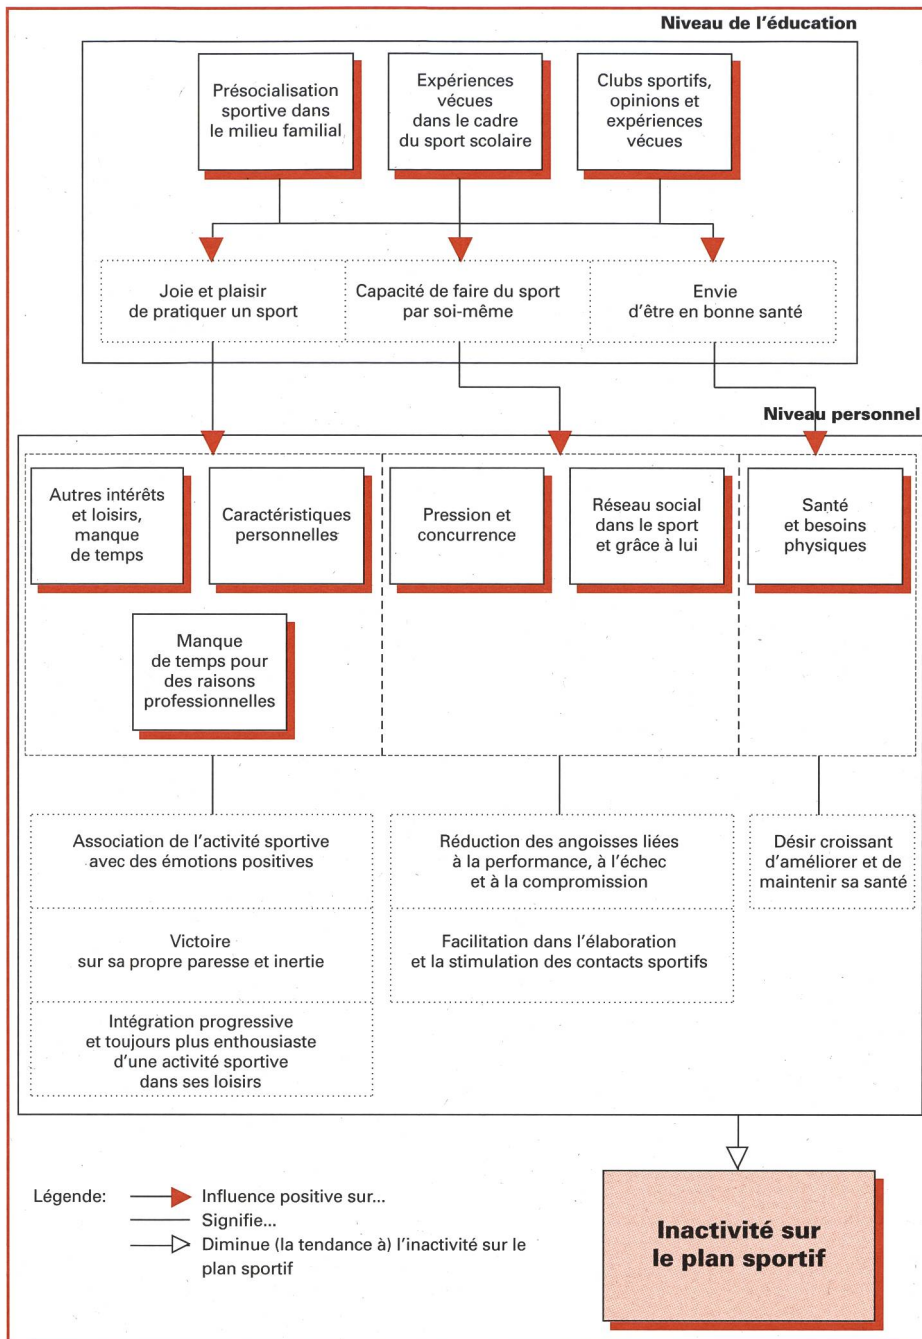 Niveau de l'éducation
Présocialisation
sportive dans
le milieu familial
Expériences
vécues
dans le cadre
du sport scolaire
Clubs sportifs,
opinions et
expériences
vécues
Joie et plaisir
de pratiquer un sport
Capacité de faire du sport
par soi-même
Envie
d'être en bonne santé
Niveau personnel
Autres intérêts
et loisirs,
manque
de temps
Caractéristiques
personnelles
Manque
de temps pour
des raisons
professionnelles
Pression et
concurrence
Réseau social
dans le sport
et grâce à lui
Santé
et besoins
physiques
Association de l'activité sportive
avec des émotions positives
Victoire
sur sa propre paresse et inertie
Intégration progressive
et toujours plus enthousiaste
d'une activité sportive
dans ses loisirs
Réduction des angoisses liées
à la performance, à l'échec
et à la compromission
Facilitation dans l'élaboration
et la stimulation des contacts sportifs
Désir croissant
d'améliorer et de
maintenir sa santé
Légende:
Influence positive sur...
Signifie...
Diminue (la tendance à) l'inactivité sur le
plan sportif
Inactivité sur
le plan sportif